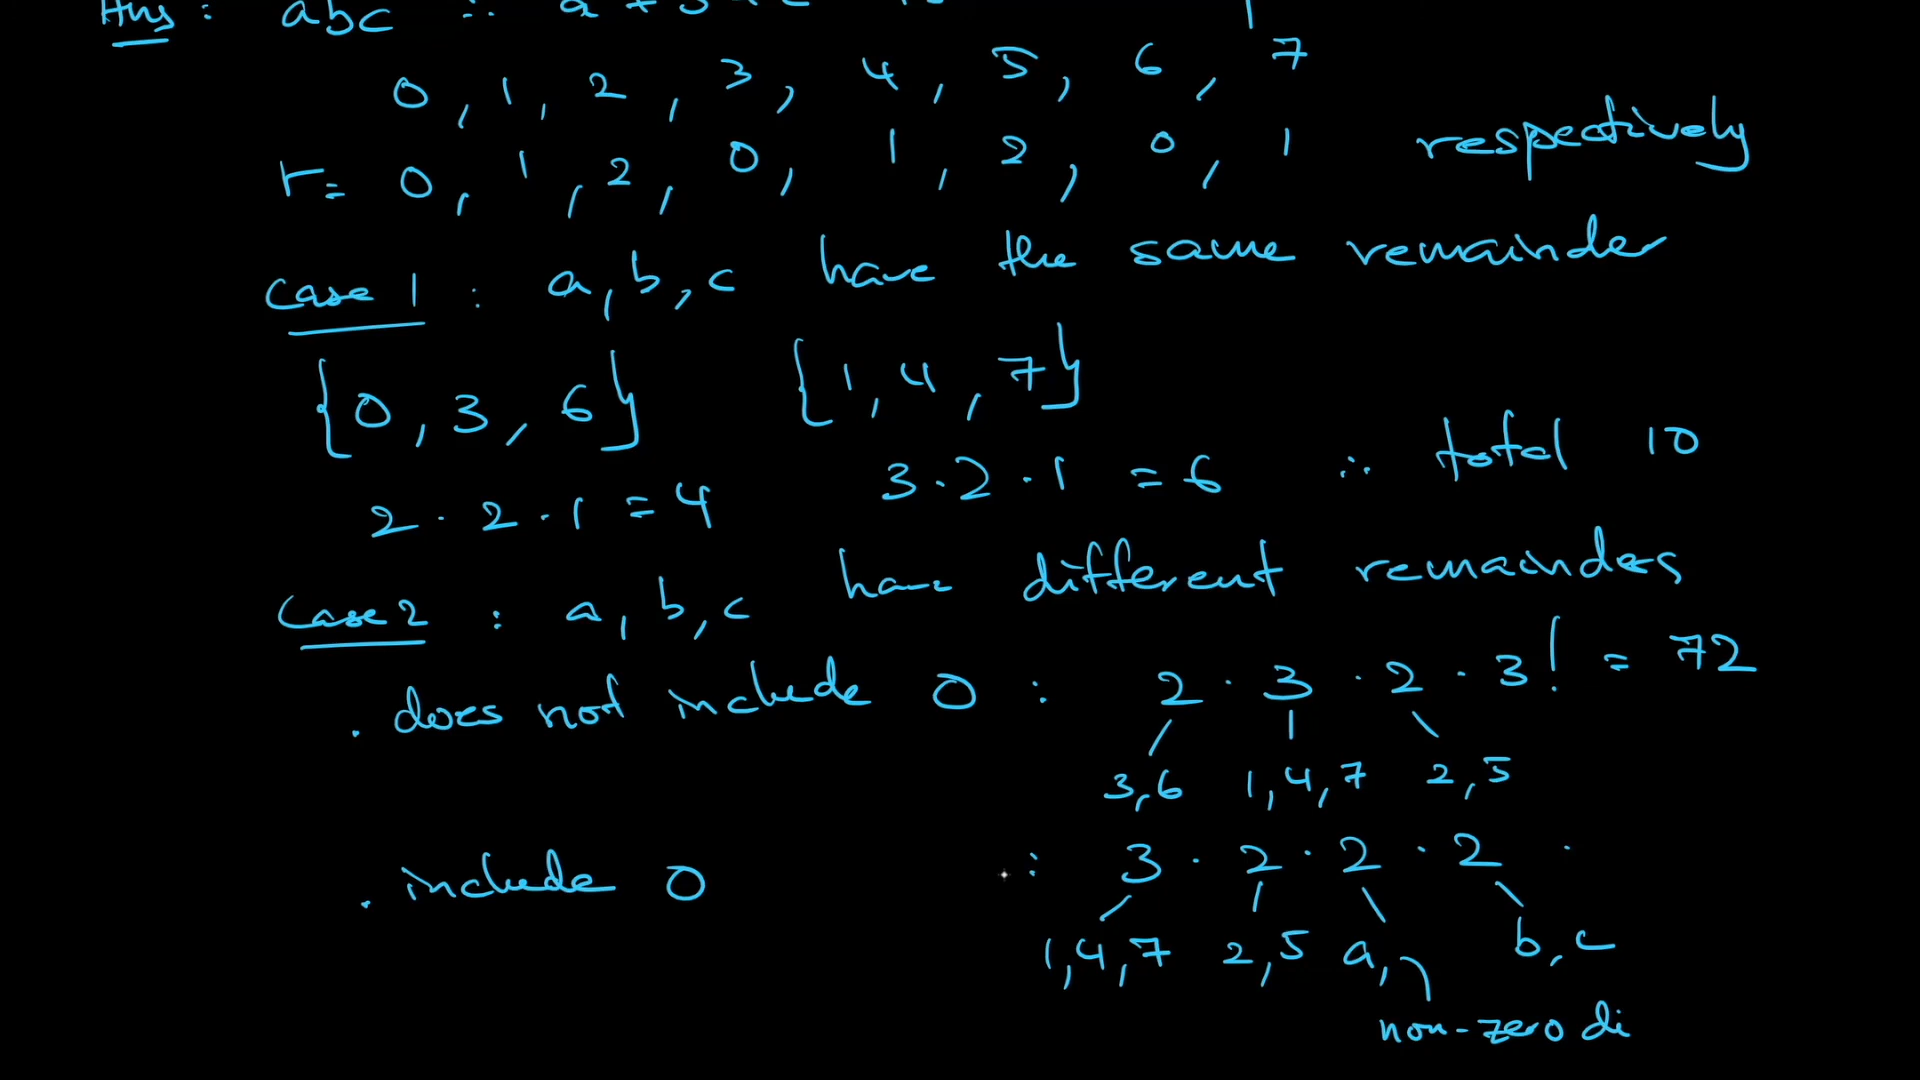 Ans : abc ∴
0, 1, 2, 3, 4, 5, 6, 7
r = 0, 1, 2, 0, 1, 2, 0, 1 respectively
Case 1 : a, b, c have the same remainder
{0, 3, 6} {1, 4, 7}
2 · 2 · 1 = 4 3 · 2 · 1 = 6 ∴ total 10
Case 2 : a, b, c have different remainders
. does not include 0 : 2 · 3 · 2 · 3! = 72
3, 6 1, 4, 7 2, 5
. include 0 : 3 · 2 · 2 · 2 ·
1, 4, 7 2, 5 a, b, c
non-zero di